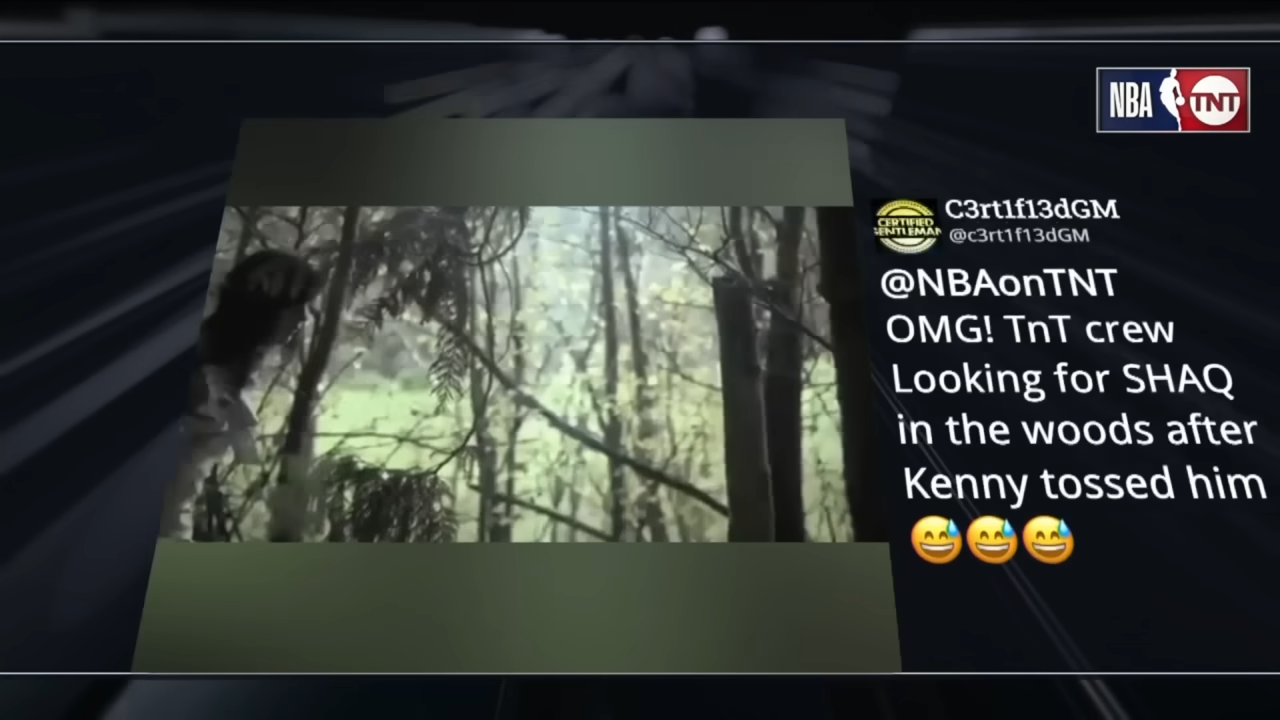 NBA TNT
CERTIFIED
GENTLEMAN
C3rt1f13dGM
@c3rt1f13dGM
@NBAonTNT
OMG! TnT crew
Looking for SHAQ
in the woods after
Kenny tossed him
😅😅😅